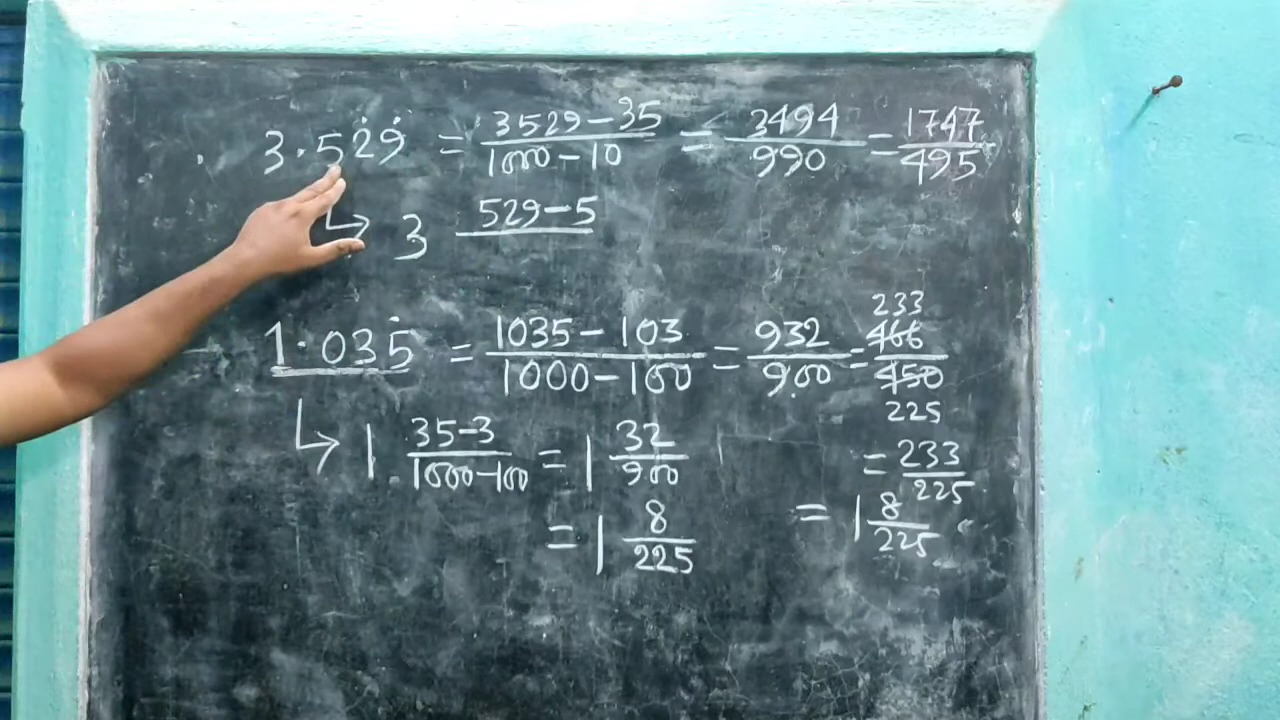 3.52̇9̇ = (3529-35)/(1000-10) = 3494/990 = 1747/495
↳ 3 (529-5)/
1.035̇ = (1035-103)/(1000-100) = 932/900 = 466/450 233/225
↳ 1 (35-3)/(1000-100) = 1 32/900 = 233/225
= 1 8/225 = 1 8/225